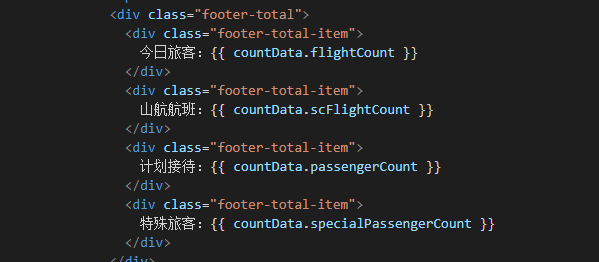 <div class="footer-total">
<div class="footer-total-item">
今日旅客：{{ countData.flightCount }}
</div>
<div class="footer-total-item">
山航航班：{{ countData.scFlightCount }}
</div>
<div class="footer-total-item">
计划接待：{{ countData.passengerCount }}
</div>
<div class="footer-total-item">
特殊旅客：{{ countData.specialPassengerCount }}
</div>
</div>